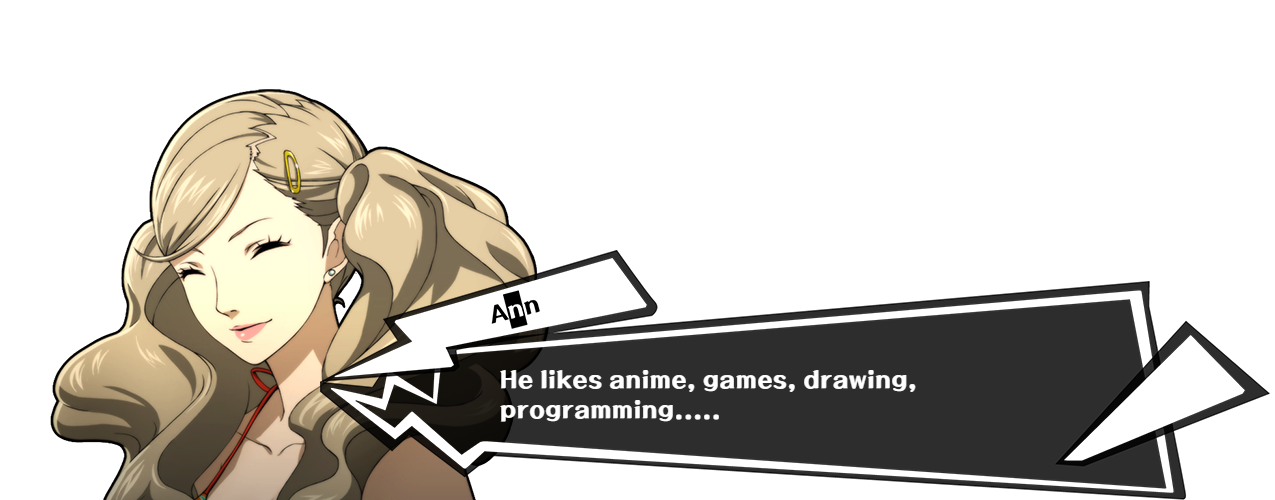 Ann
He likes anime, games, drawing,
programming.....